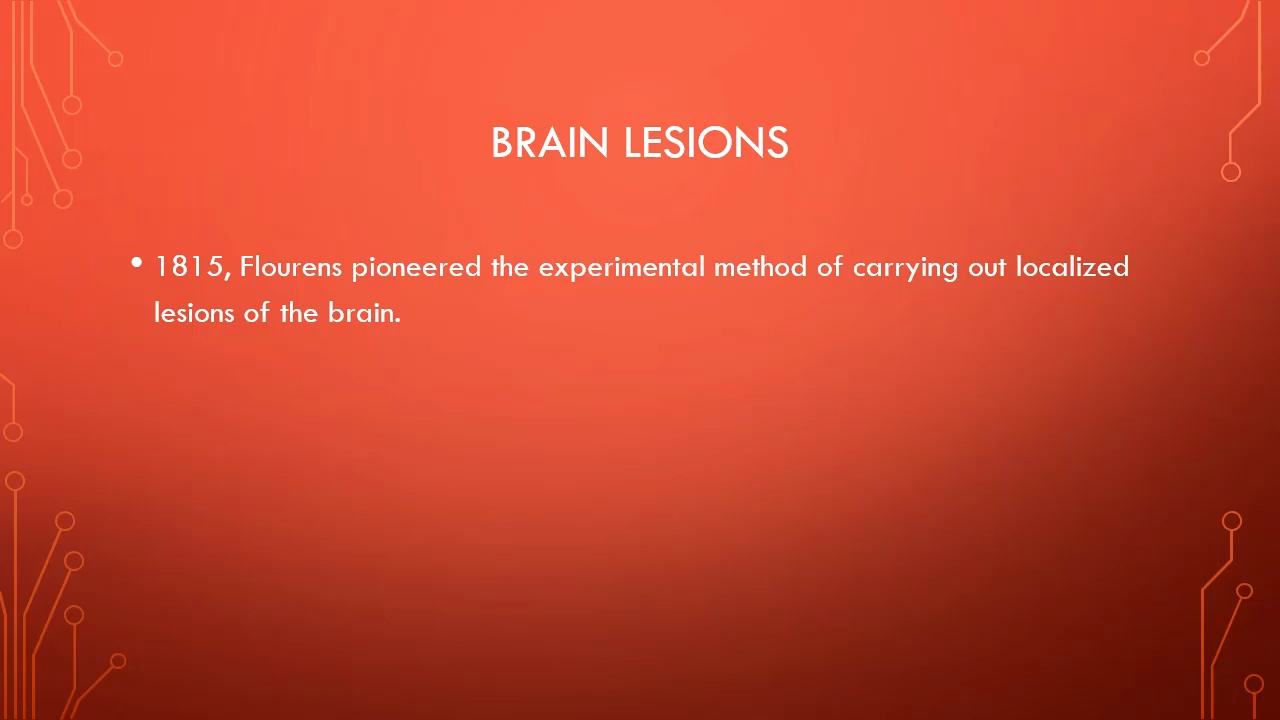 BRAIN LESIONS
• 1815, Flourens pioneered the experimental method of carrying out localized
lesions of the brain.